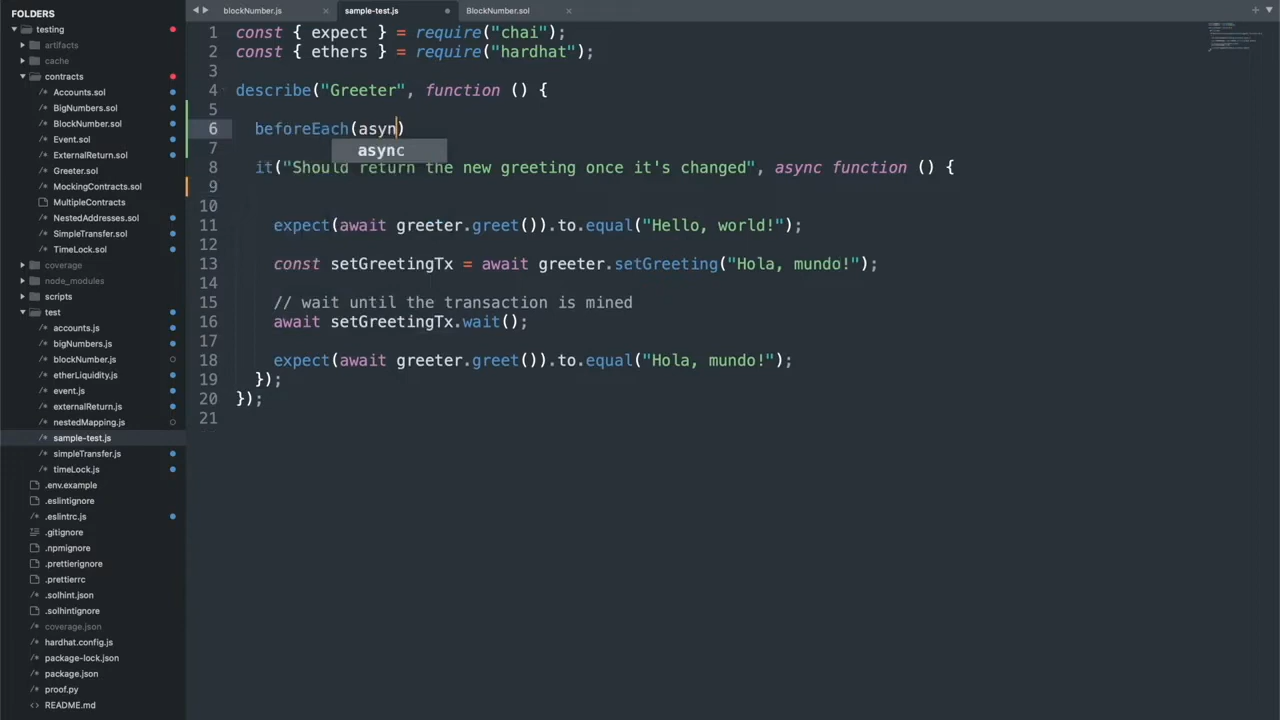 FOLDERS
testing
artifacts
cache
contracts
Accounts.sol
BigNumbers.sol
BlockNumber.sol
Event.sol
ExternalReturn.sol
Greeter.sol
MockingContracts.sol
MultipleContracts
NestedAddresses.sol
SimpleTransfer.sol
TimeLock.sol
coverage
node_modules
scripts
test
accounts.js
bigNumbers.js
blockNumber.js
etherLiquidity.js
event.js
externalReturn.js
nestedMapping.js
sample-test.js
simpleTransfer.js
timeLock.js
.env.example
.eslintignore
.eslintrc.js
.gitignore
.npmignore
.prettierignore
.prettierrc
.solhint.json
.solhintignore
coverage.json
hardhat.config.js
package-lock.json
package.json
proof.py
README.md
blockNumber.js
sample-test.js
BlockNumber.sol
1 const { expect } = require("chai");
2 const { ethers } = require("hardhat");
3
4 describe("Greeter", function () {
5
6 beforeEach(asyn)
async
7
8 it("Should return the new greeting once it's changed", async function () {
9
10
11 expect(await greeter.greet()).to.equal("Hello, world!");
12
13 const setGreetingTx = await greeter.setGreeting("Hola, mundo!");
14
15 // wait until the transaction is mined
16 await setGreetingTx.wait();
17
18 expect(await greeter.greet()).to.equal("Hola, mundo!");
19 });
20 });
21